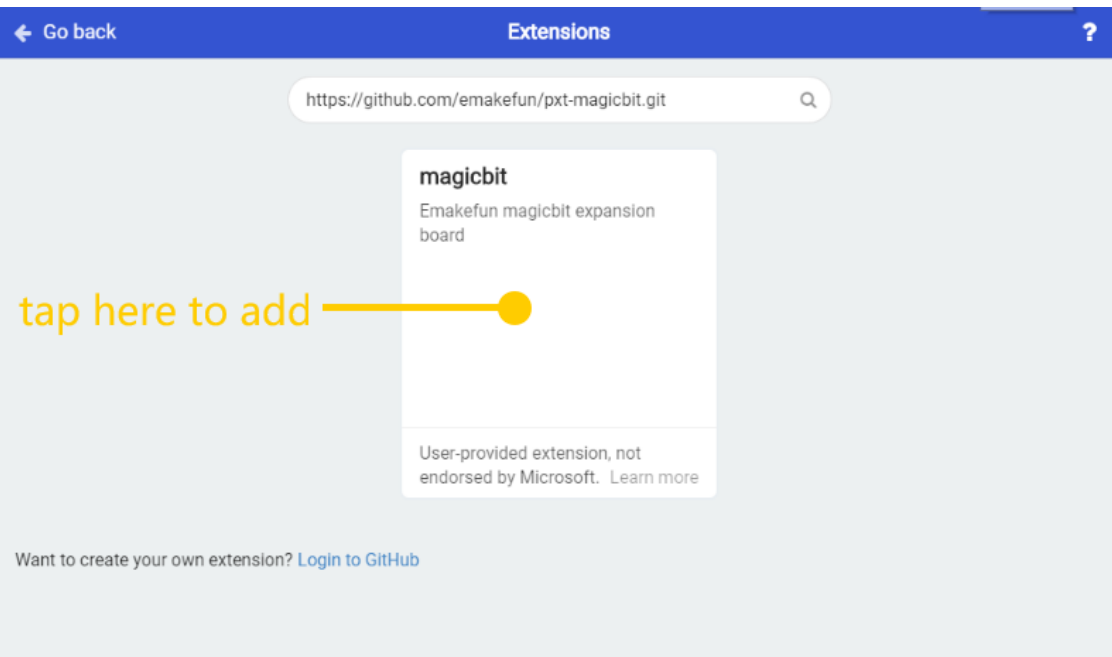 Go back
Extensions
?
https://github.com/emakefun/pxt-magicbit.git
magicbit
Emakefun magicbit expansion
board
tap here to add
User-provided extension, not
endorsed by Microsoft. Learn more
Want to create your own extension? Login to GitHub